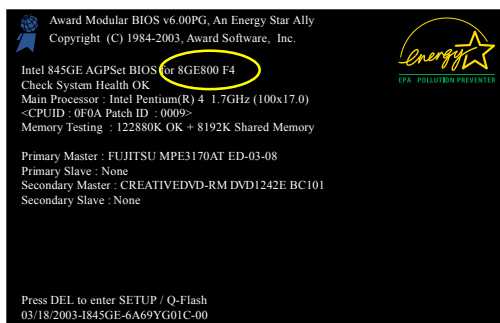 Award Modular BIOS v6.00PG, An Energy Star Ally
Copyright (C) 1984-2003, Award Software, Inc.
energy
EPA POLLUTION PREVENTER
Intel 845GE AGPSet BIOS for 8GE800 F4
Check System Health OK
Main Processor : Intel Pentium(R) 4 1.7GHz (100x17.0)
<CPUID : 0F0A Patch ID : 0009>
Memory Testing : 122880K OK + 8192K Shared Memory
Primary Master : FUJITSU MPE3170AT ED-03-08
Primary Slave : None
Secondary Master : CREATIVEDVD-RM DVD1242E BC101
Secondary Slave : None
Press DEL to enter SETUP / Q-Flash
03/18/2003-I845GE-6A69YG01C-00